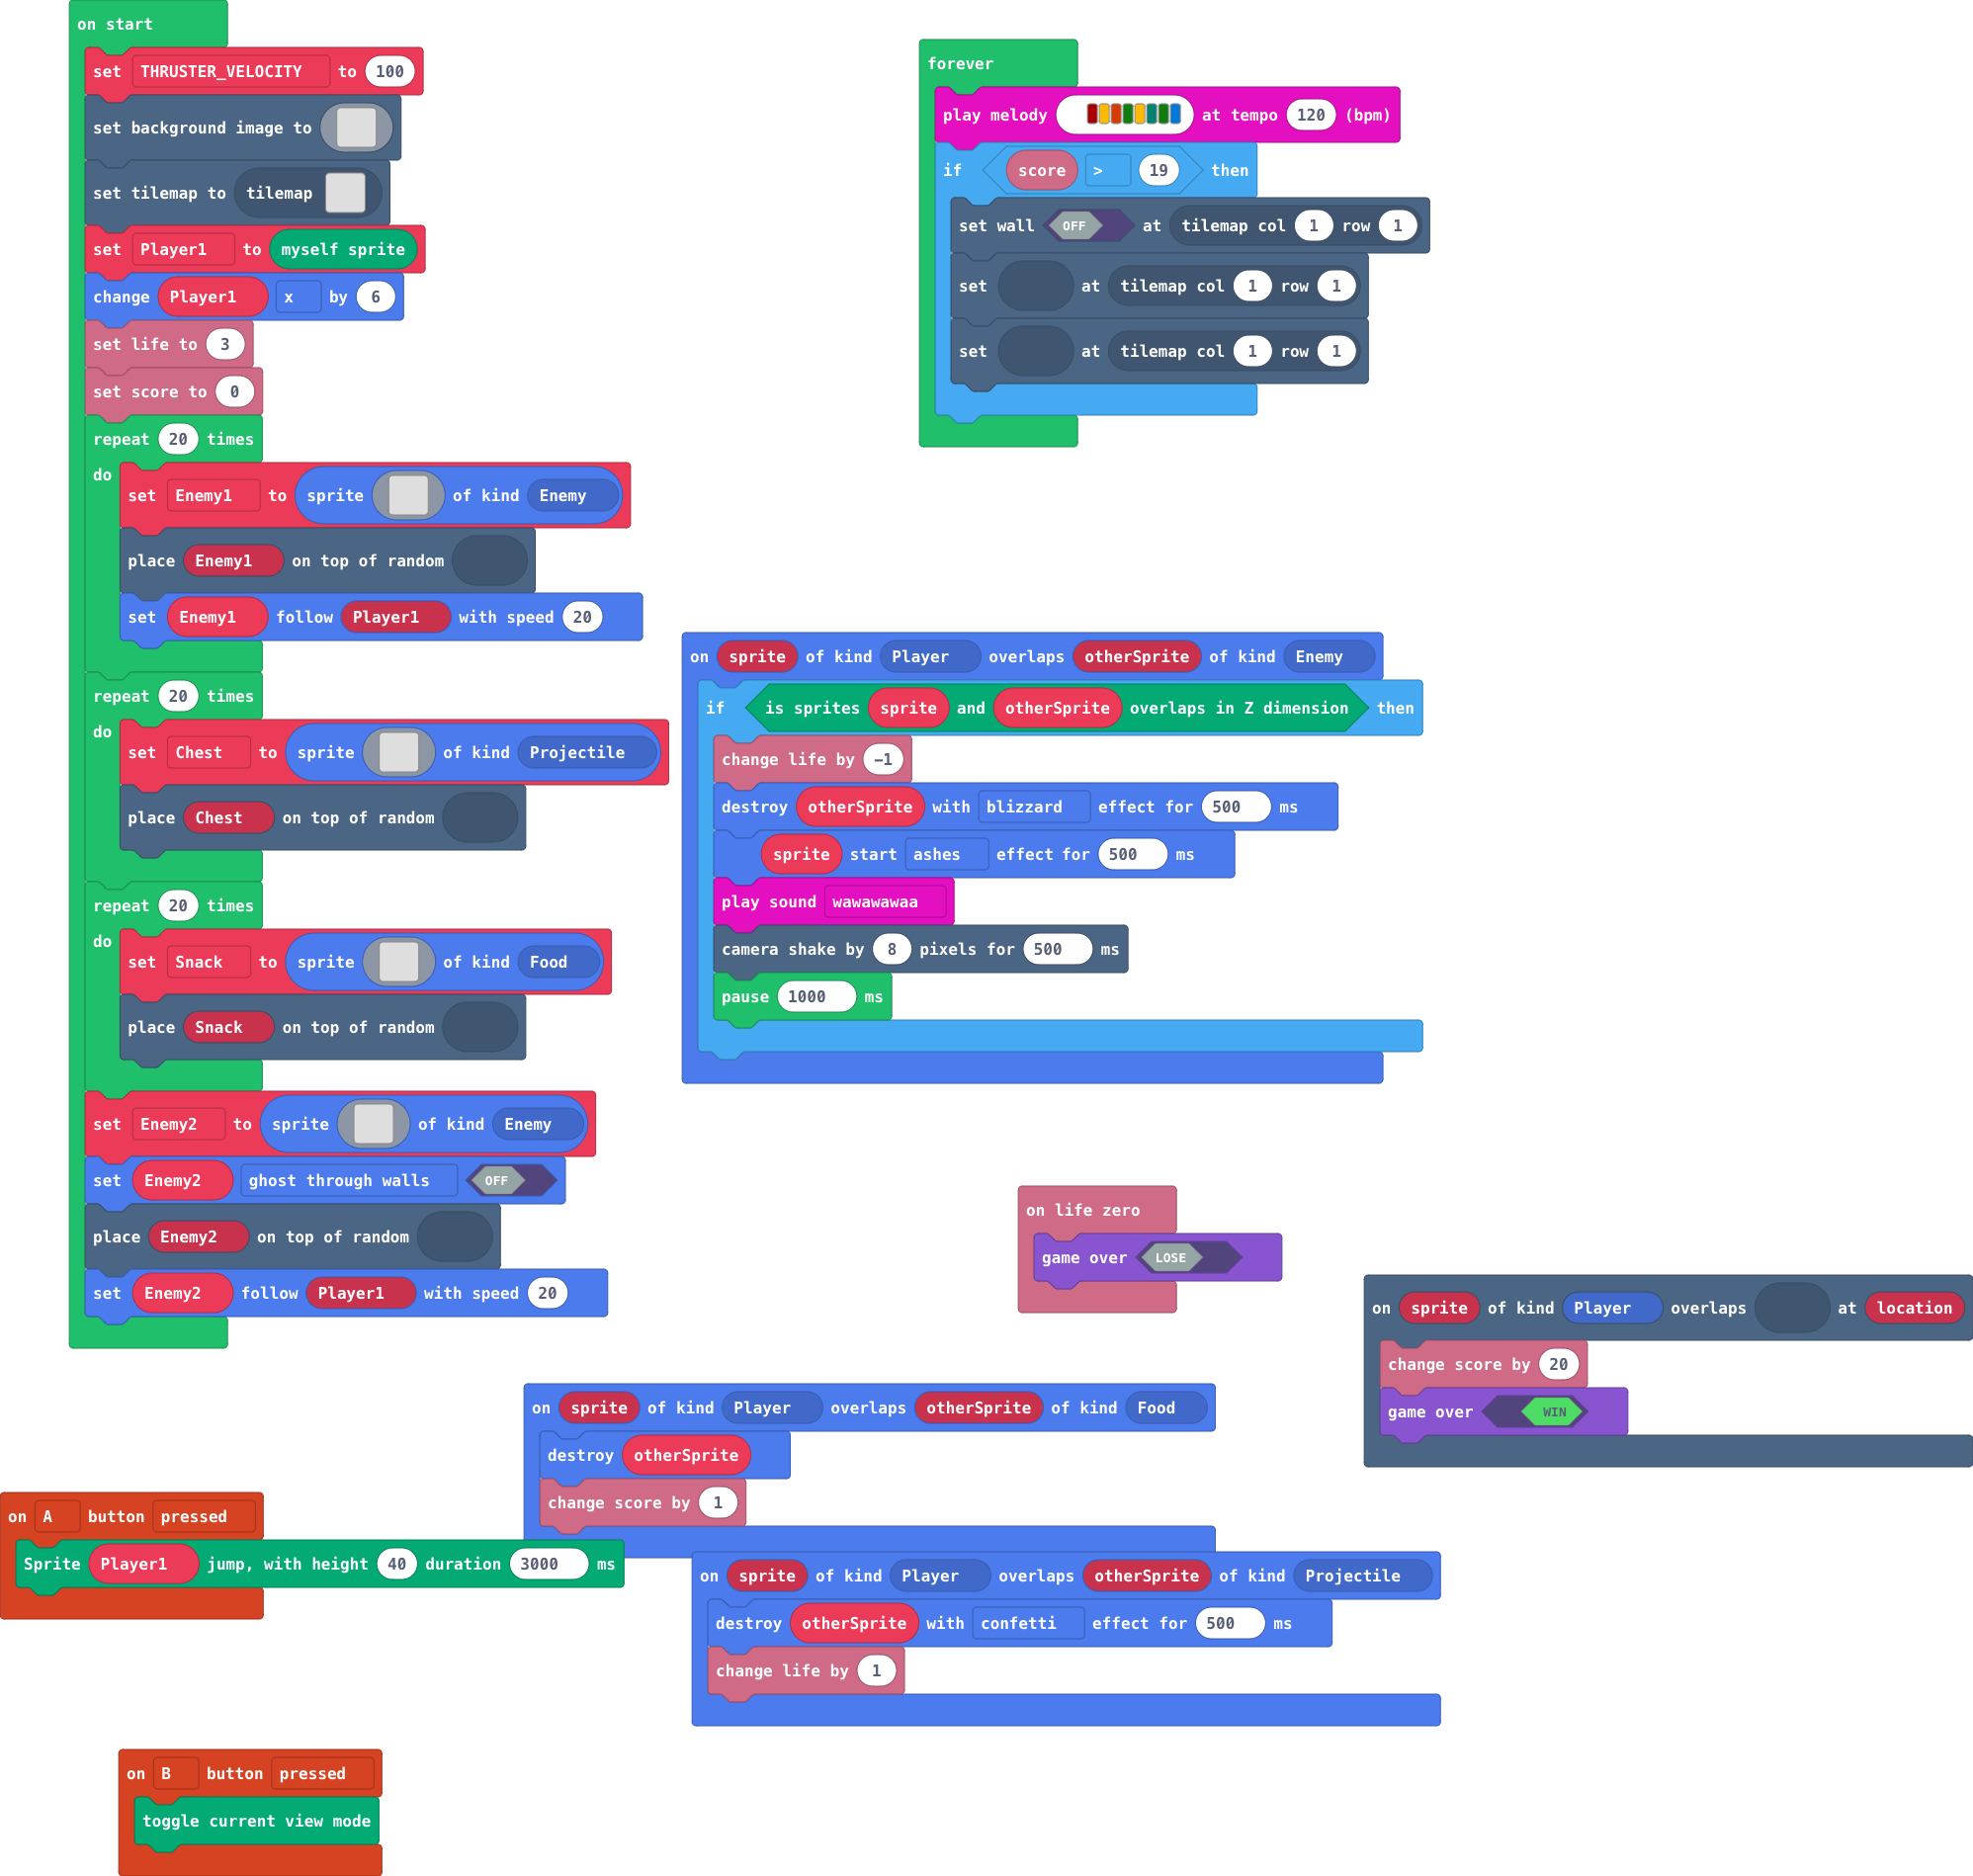 on start
set THRUSTER_VELOCITY to 100
set background image to
set tilemap to tilemap
set Player1 to myself sprite
change Player1 x by 6
set life to 3
set score to 0
repeat 20 times
do
set Enemy1 to sprite of kind Enemy
place Enemy1 on top of random
set Enemy1 follow Player1 with speed 20
repeat 20 times
do
set Chest to sprite of kind Projectile
place Chest on top of random
repeat 20 times
do
set Snack to sprite of kind Food
place Snack on top of random
set Enemy2 to sprite of kind Enemy
set Enemy2 ghost through walls OFF
place Enemy2 on top of random
set Enemy2 follow Player1 with speed 20
forever
play melody at tempo 120 (bpm)
if score > 19 then
set wall OFF at tilemap col 1 row 1
set at tilemap col 1 row 1
set at tilemap col 1 row 1
on sprite of kind Player overlaps otherSprite of kind Enemy
if is sprites sprite and otherSprite overlaps in Z dimension then
change life by −1
destroy otherSprite with blizzard effect for 500 ms
sprite start ashes effect for 500 ms
play sound wawawawaa
camera shake by 8 pixels for 500 ms
pause 1000 ms
on life zero
game over LOSE
on sprite of kind Player overlaps at location
change score by 20
game over WIN
on sprite of kind Player overlaps otherSprite of kind Food
destroy otherSprite
change score by 1
on A button pressed
Sprite Player1 jump, with height 40 duration 3000 ms
on sprite of kind Player overlaps otherSprite of kind Projectile
destroy otherSprite with confetti effect for 500 ms
change life by 1
on B button pressed
toggle current view mode